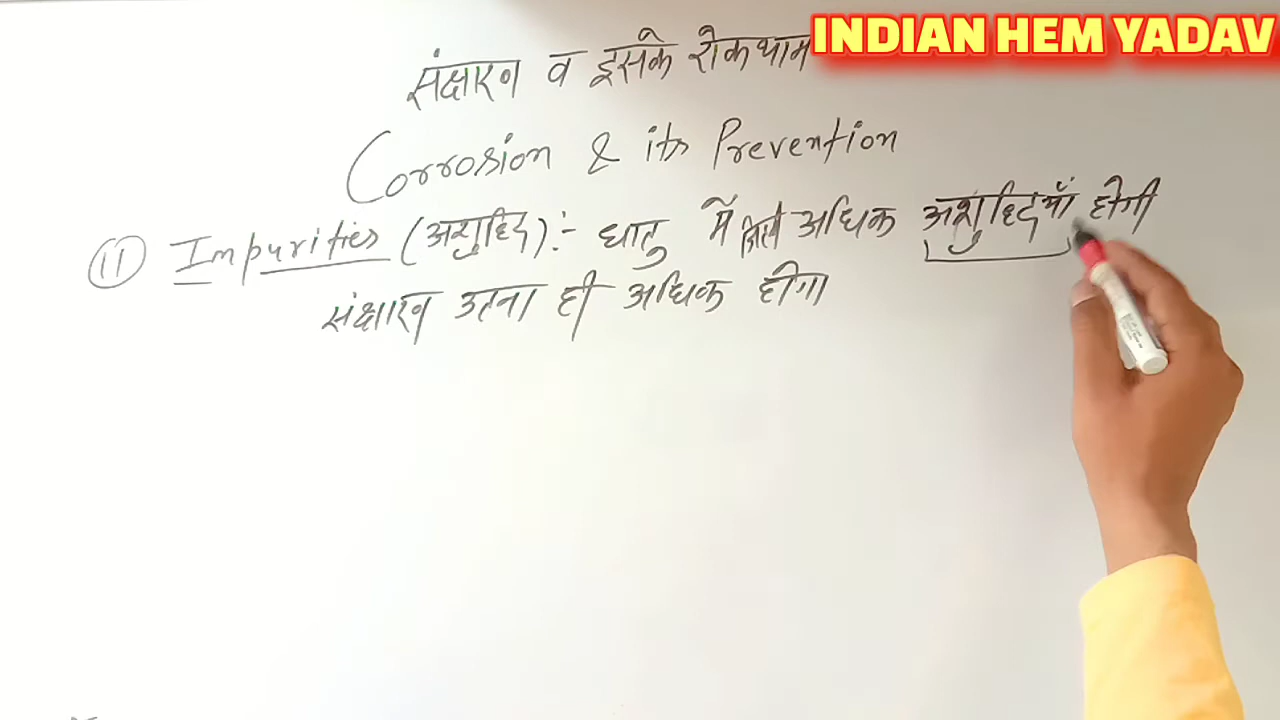 INDIAN HEM YADAV
संक्षारण व इसके रोकथाम
Corrosion & its Prevention
(11) Impurities (अशुद्धि):- धातु में जितनी अधिक अशुद्धियाँ होगी
संक्षारण उतना ही अधिक होगा